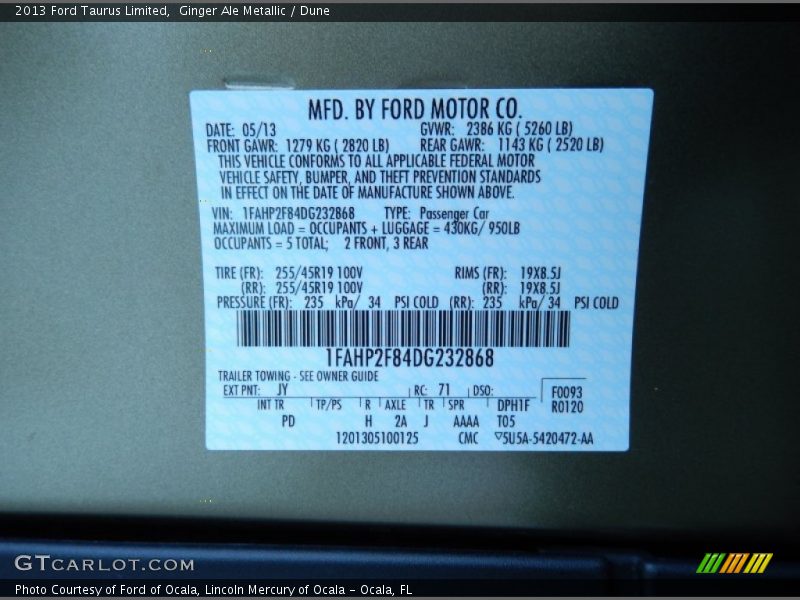 2013 Ford Taurus Limited,  Ginger Ale Metallic / Dune
MFD. BY FORD MOTOR CO.
DATE: 05/13 GVWR: 2386 KG ( 5260 LB)
FRONT GAWR: 1279 KG ( 2820 LB) REAR GAWR: 1143 KG ( 2520 LB)
THIS VEHICLE CONFORMS TO ALL APPLICABLE FEDERAL MOTOR
VEHICLE SAFETY, BUMPER, AND THEFT PREVENTION STANDARDS
IN EFFECT ON THE DATE OF MANUFACTURE SHOWN ABOVE.
VIN: 1FAHP2F84DG232868 TYPE: Passenger Car
MAXIMUM LOAD = OCCUPANTS + LUGGAGE = 430KG/ 950LB
OCCUPANTS = 5 TOTAL; 2 FRONT, 3 REAR
TIRE (FR): 255/45R19 100V RIMS (FR): 19X8.5J
(RR): 255/45R19 100V (RR): 19X8.5J
PRESSURE (FR): 235 kPa/ 34 PSI COLD (RR): 235 kPa/ 34 PSI COLD
1FAHP2F84DG232868
TRAILER TOWING - SEE OWNER GUIDE
EXT PNT: JY RC: 71 DSO: F0093
INT TR TP/PS R AXLE TR SPR DPH1F R0120
PD H 2A J AAAA T05
1201305100125 CMC ▽5U5A-5420472-AA
GTCARLOT.COM
Photo Courtesy of Ford of Ocala, Lincoln Mercury of Ocala – Ocala, FL